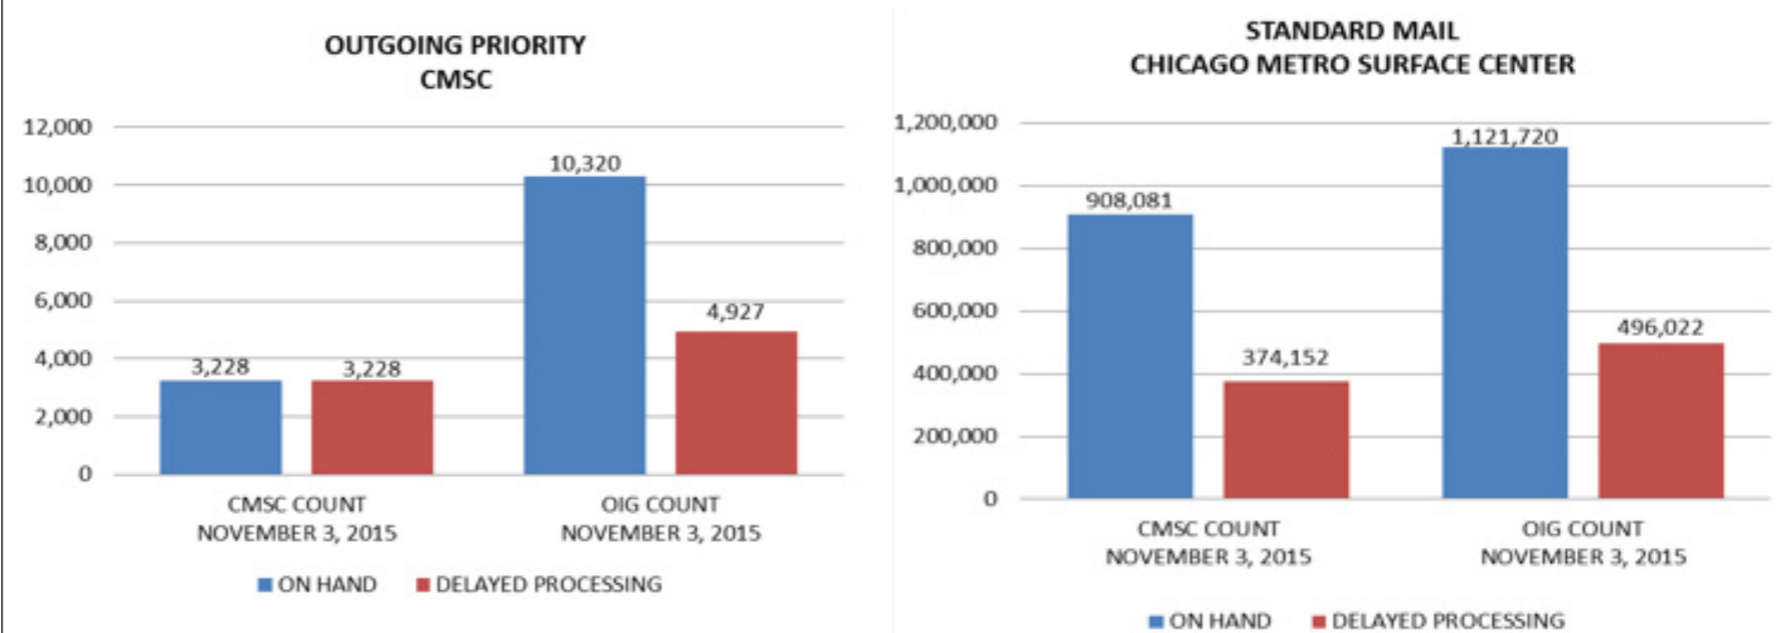 OUTGOING PRIORITY
CMSC
12,000
10,000
8,000
6,000
4,000
2,000
0
3,228
3,228
10,320
4,927
CMSC COUNT
NOVEMBER 3, 2015
OIG COUNT
NOVEMBER 3, 2015
ON HAND
DELAYED PROCESSING
STANDARD MAIL
CHICAGO METRO SURFACE CENTER
1,200,000
1,000,000
800,000
600,000
400,000
200,000
0
908,081
374,152
1,121,720
496,022
CMSC COUNT
NOVEMBER 3, 2015
OIG COUNT
NOVEMBER 3, 2015
ON HAND
DELAYED PROCESSING